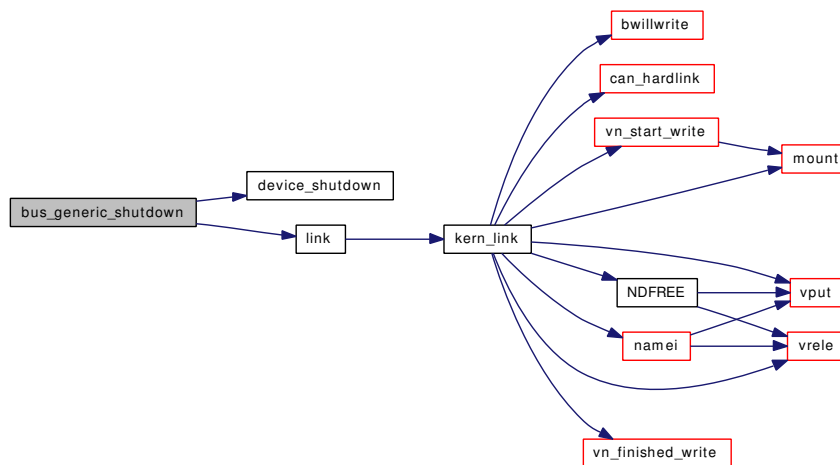 bwillwrite
can_hardlink
vn_start_write
mount
device_shutdown
bus_generic_shutdown
link
kern_link
NDFREE
vput
namei
vrele
vn_finished_write